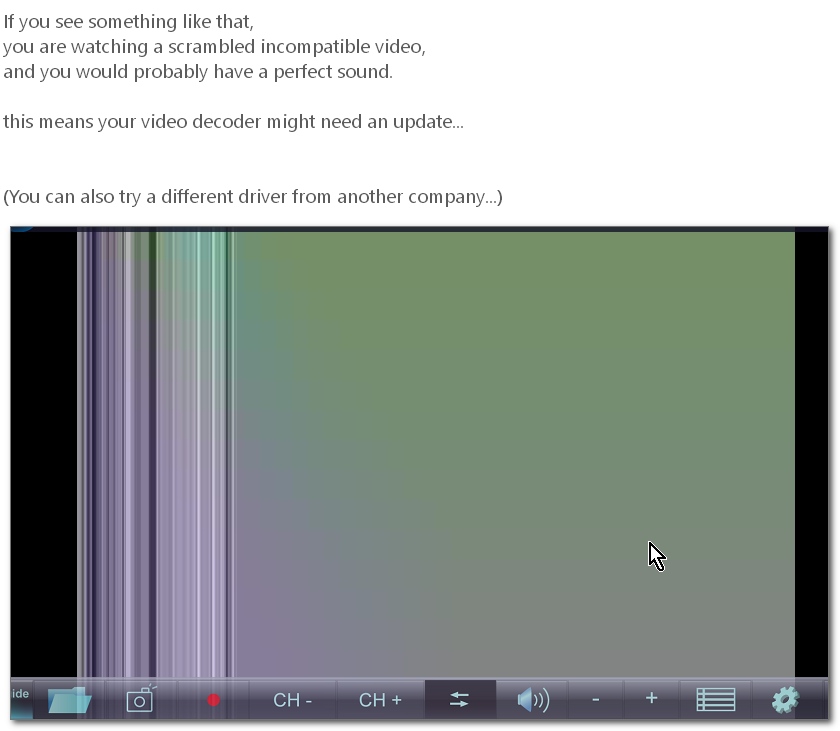 If you see something like that,
you are watching a scrambled incompatible video,
and you would probably have a perfect sound.
this means your video decoder might need an update...
(You can also try a different driver from another company...)
ide CH - CH + - +